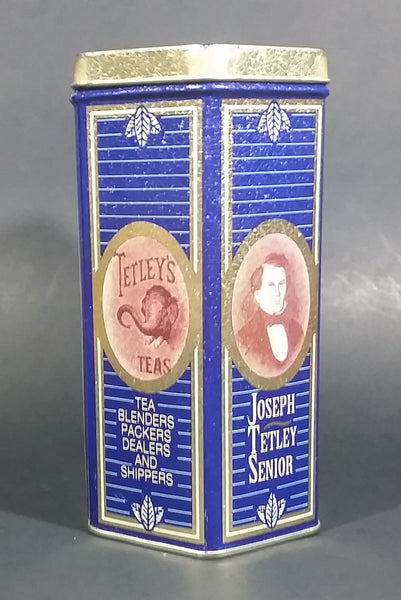 TETLEY'S
TEAS
TEA
BLENDERS
PACKERS
DEALERS
AND
SHIPPERS
JOSEPH
TETLEY
SENIOR